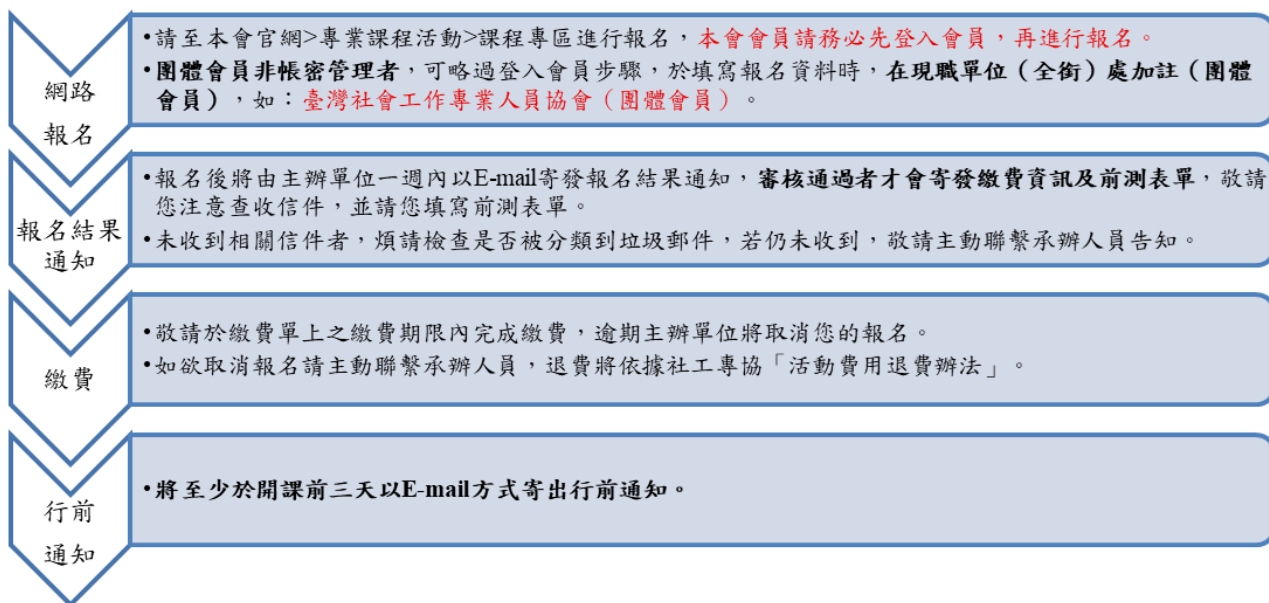 網路
報名
•請至本會官網>專業課程活動>課程專區進行報名，本會會員請務必先登入會員，再進行報名。
•團體會員非帳密管理者，可略過登入會員步驟，於填寫報名資料時，在現職單位（全銜）處加註（團體
會員），如：臺灣社會工作專業人員協會（團體會員）。
報名結果
通知
•報名後將由主辦單位一週內以E-mail寄發報名結果通知，審核通過者才會寄發繳費資訊及前測表單，敬請
您注意查收信件，並請您填寫前測表單。
•未收到相關信件者，煩請檢查是否被分類到垃圾郵件，若仍未收到，敬請主動聯繫承辦人員告知。
繳費
•敬請於繳費單上之繳費期限內完成繳費，逾期主辦單位將取消您的報名。
•如欲取消報名請主動聯繫承辦人員，退費將依據社工專協「活動費用退費辦法」。
行前
通知
•將至少於開課前三天以E-mail方式寄出行前通知。